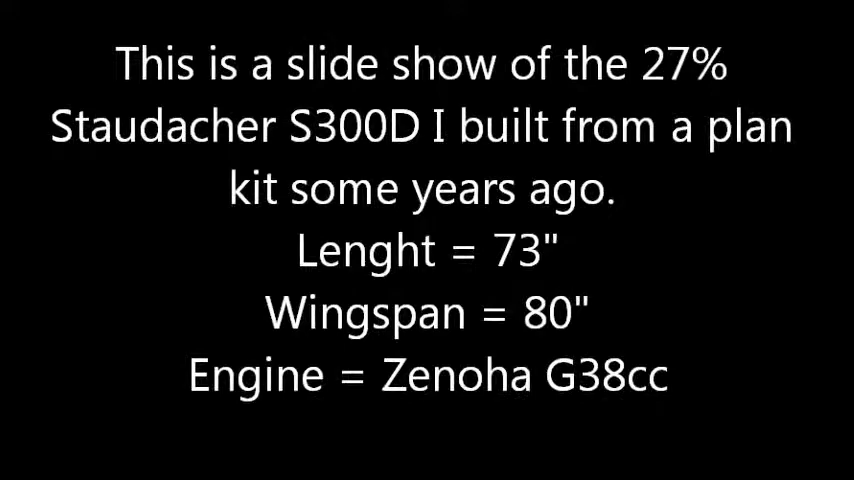 This is a slide show of the 27%
Staudacher S300D I built from a plan
kit some years ago.
Lenght = 73"
Wingspan = 80"
Engine = Zenoha G38cc